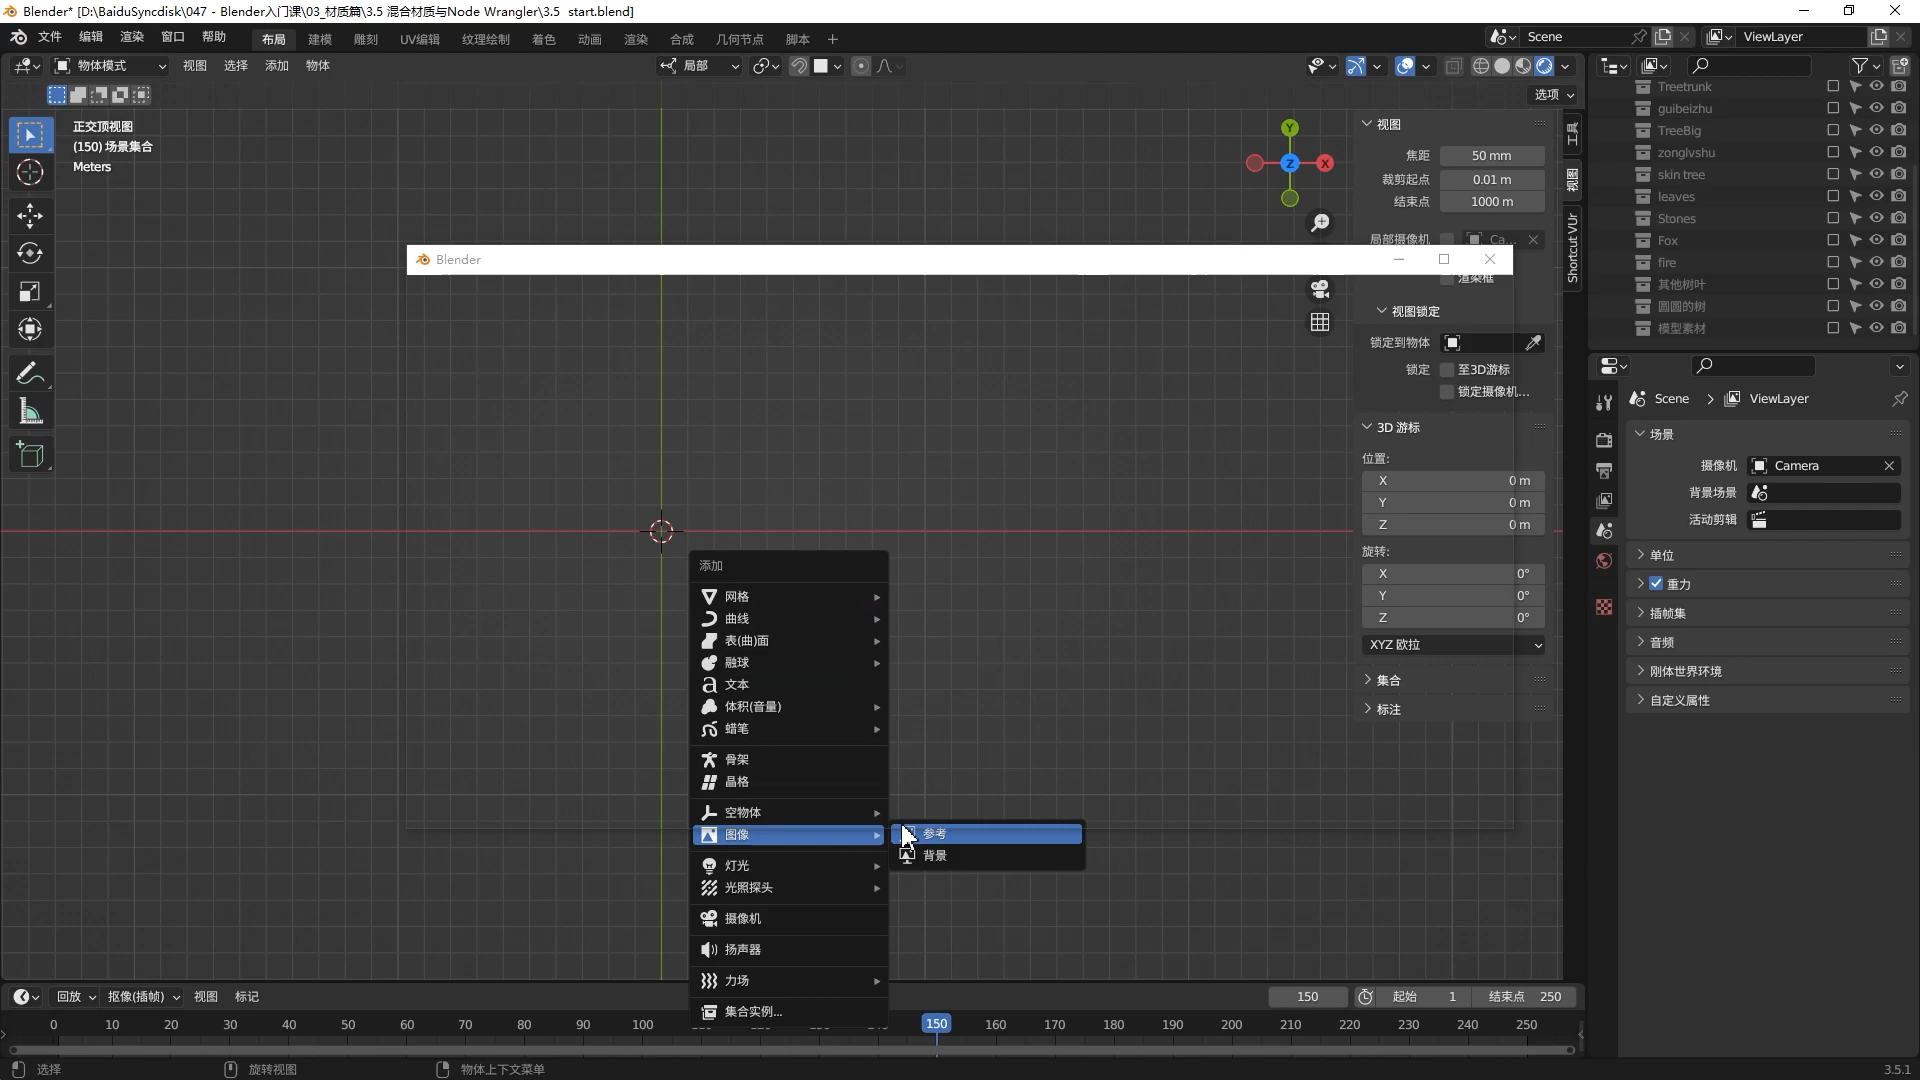 Blender* [D:\BaiduSyncdisk\047 - Blender入门课\03_材质篇\3.5 混合材质与Node Wrangler\3.5  start.blend]
文件 编辑 渲染 窗口 帮助 布局 建模 雕刻 UV编辑 纹理绘制 着色 动画 渲染 合成 几何节点 脚本 + Scene ViewLayer
物体模式 视图 选择 添加 物体 局部
选项
正交顶视图
(150) 场景集合
Meters
Y
X
Z
视图
焦距 50 mm
裁剪起点 0.01 m
结束点 1000 m
局部摄像机 Ca...
渲染框
视图锁定
锁定到物体
锁定 至3D游标
锁定摄像机...
3D 游标
位置:
X 0 m
Y 0 m
Z 0 m
旋转:
X 0°
Y 0°
Z 0°
XYZ 欧拉
集合
标注
工具
视图
Shortcut VUr
Blender
添加
网格
曲线
表(曲)面
融球
文本
体积(音量)
蜡笔
骨架
晶格
空物体
图像
灯光
光照探头
摄像机
扬声器
力场
集合实例...
参考
背景
Treetrunk
guibeizhu
TreeBig
zonglvshu
skin tree
leaves
Stones
Fox
fire
其他树叶
圆圆的树
模型素材
Scene > ViewLayer
场景
摄像机 Camera
背景场景
活动剪辑
单位
重力
插帧集
音频
刚体世界环境
自定义属性
回放 抠像(插帧) 视图 标记 150 起始 1 结束点 250
0 10 20 30 40 50 60 70 80 90 100 150 160 170 180 190 200 210 220 230 240 250
选择 旋转视图 物体上下文菜单 3.5.1